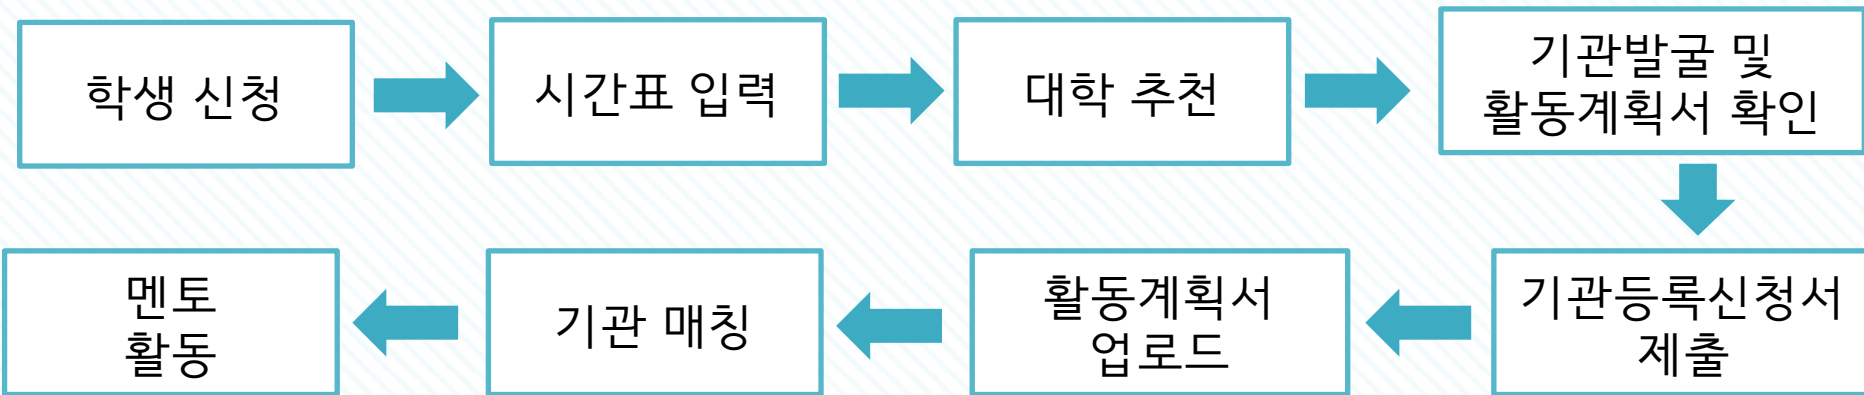 학생 신청
시간표 입력
대학 추천
기관발굴 및
활동계획서 확인
기관등록신청서
제출
활동계획서
업로드
기관 매칭
멘토
활동